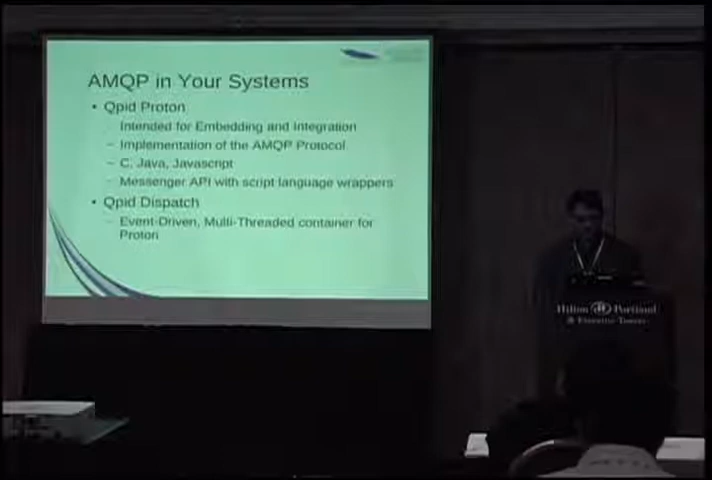 AMQP in Your Systems
• Qpid Proton
– Intended for Embedding and Integration
– Implementation of the AMQP Protocol
– C, Java, Javascript
– Messenger API with script language wrappers
• Qpid Dispatch
– Event-Driven, Multi-Threaded container for
Proton
Hilton Portland
& Executive Tower